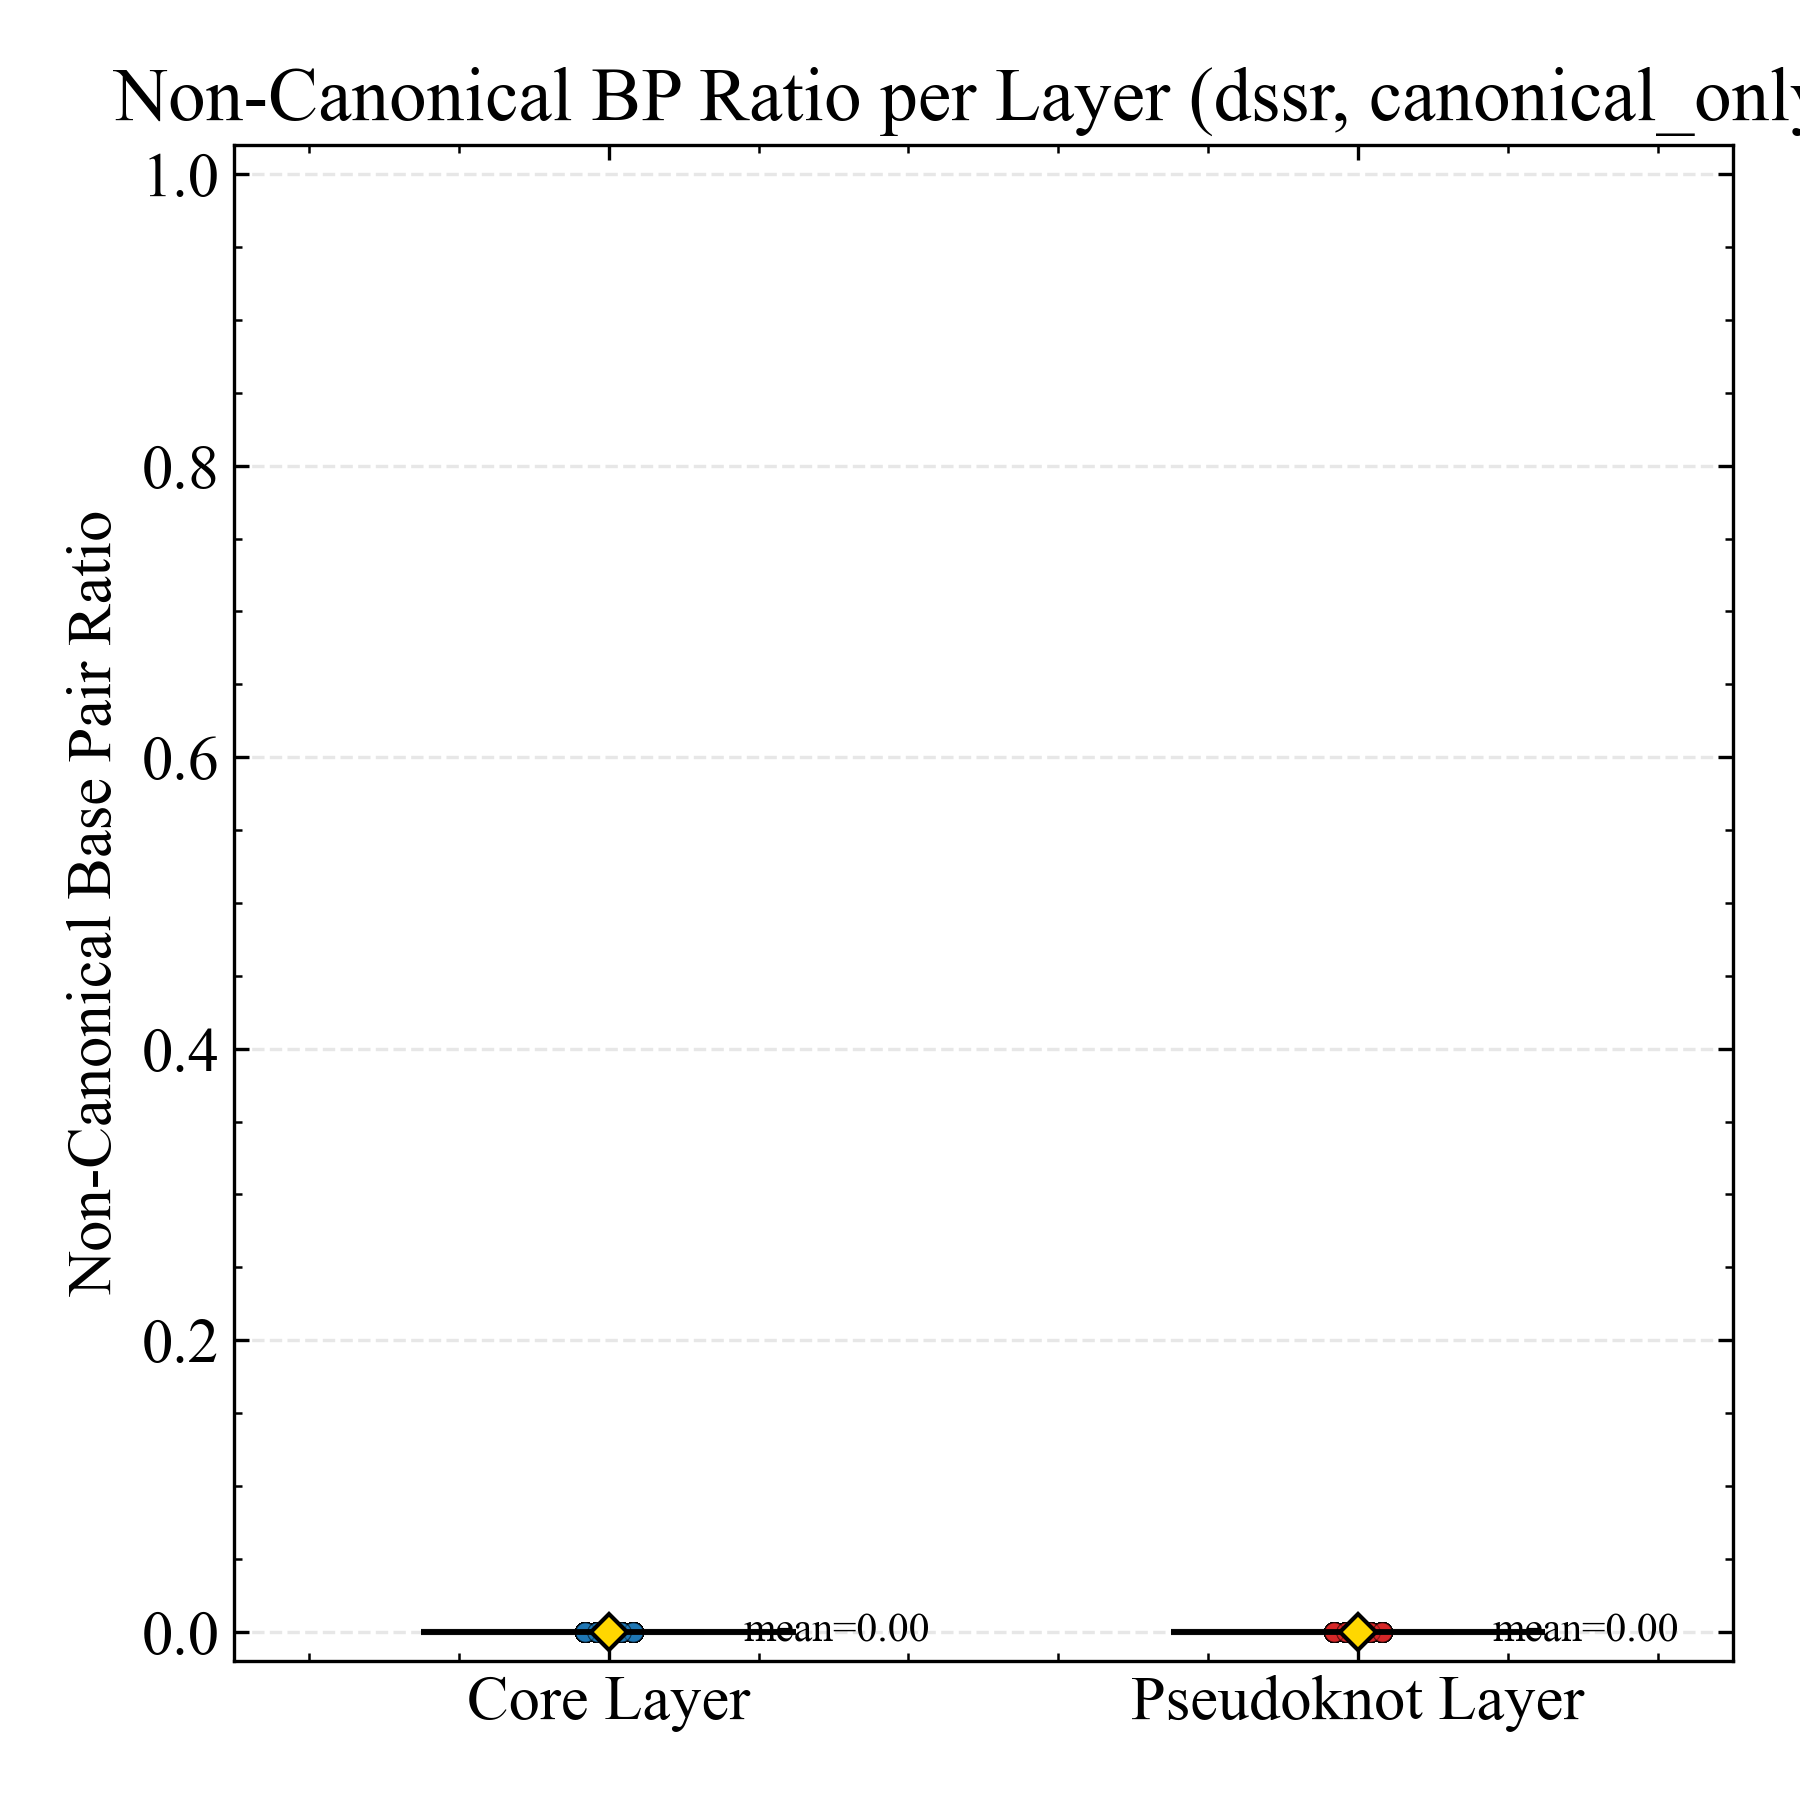 Non-Canonical BP Ratio per Layer (dssr, canonical_only
1.0
0.8
0.6
0.4
0.2
0.0
Non-Canonical Base Pair Ratio
mean=0.00
mean=0.00
Core Layer
Pseudoknot Layer